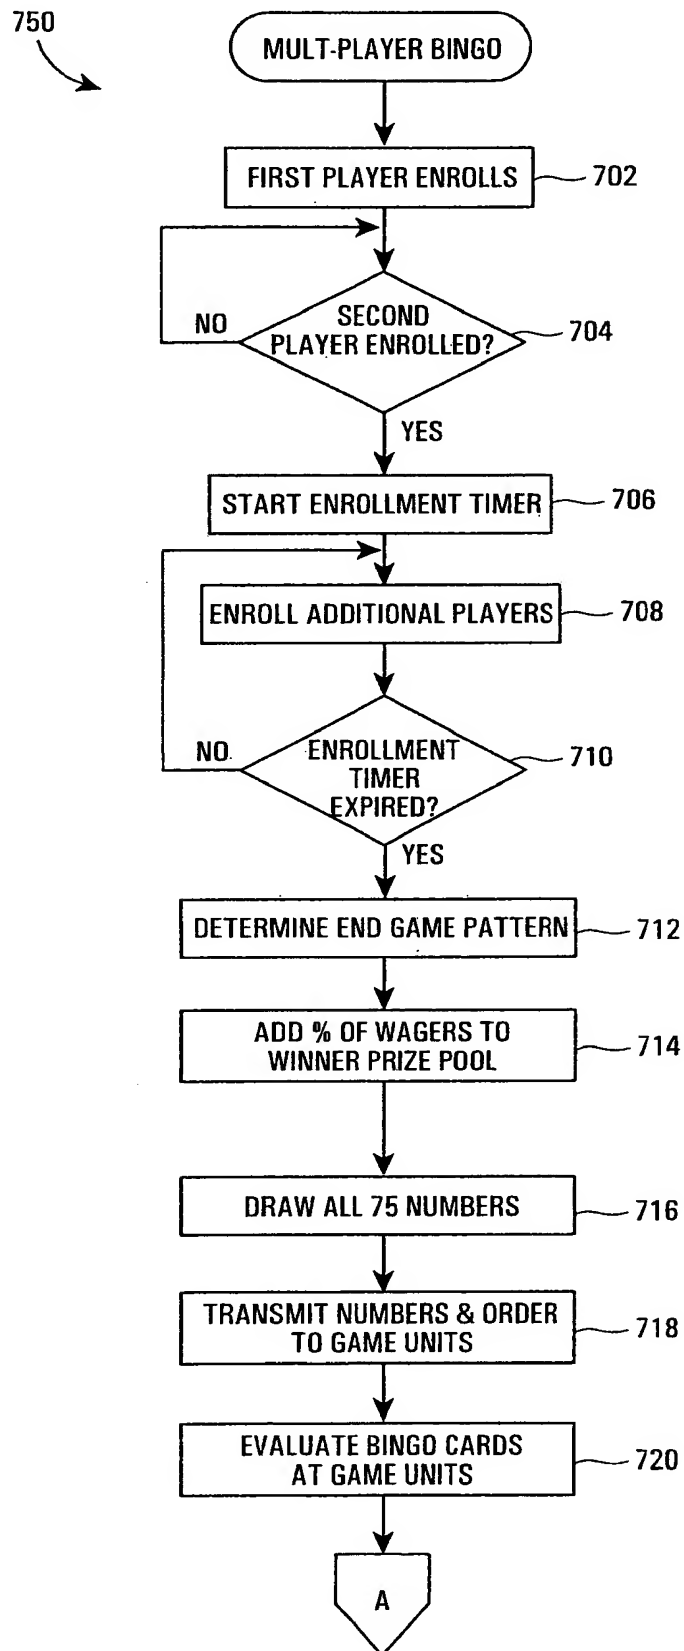 750
MULT-PLAYER BINGO
FIRST PLAYER ENROLLS
702
SECOND
PLAYER ENROLLED?
704
NO
YES
START ENROLLMENT TIMER
706
ENROLL ADDITIONAL PLAYERS
708
ENROLLMENT
TIMER
EXPIRED?
710
NO
YES
DETERMINE END GAME PATTERN
712
ADD % OF WAGERS TO
WINNER PRIZE POOL
714
DRAW ALL 75 NUMBERS
716
TRANSMIT NUMBERS & ORDER
TO GAME UNITS
718
EVALUATE BINGO CARDS
AT GAME UNITS
720
A